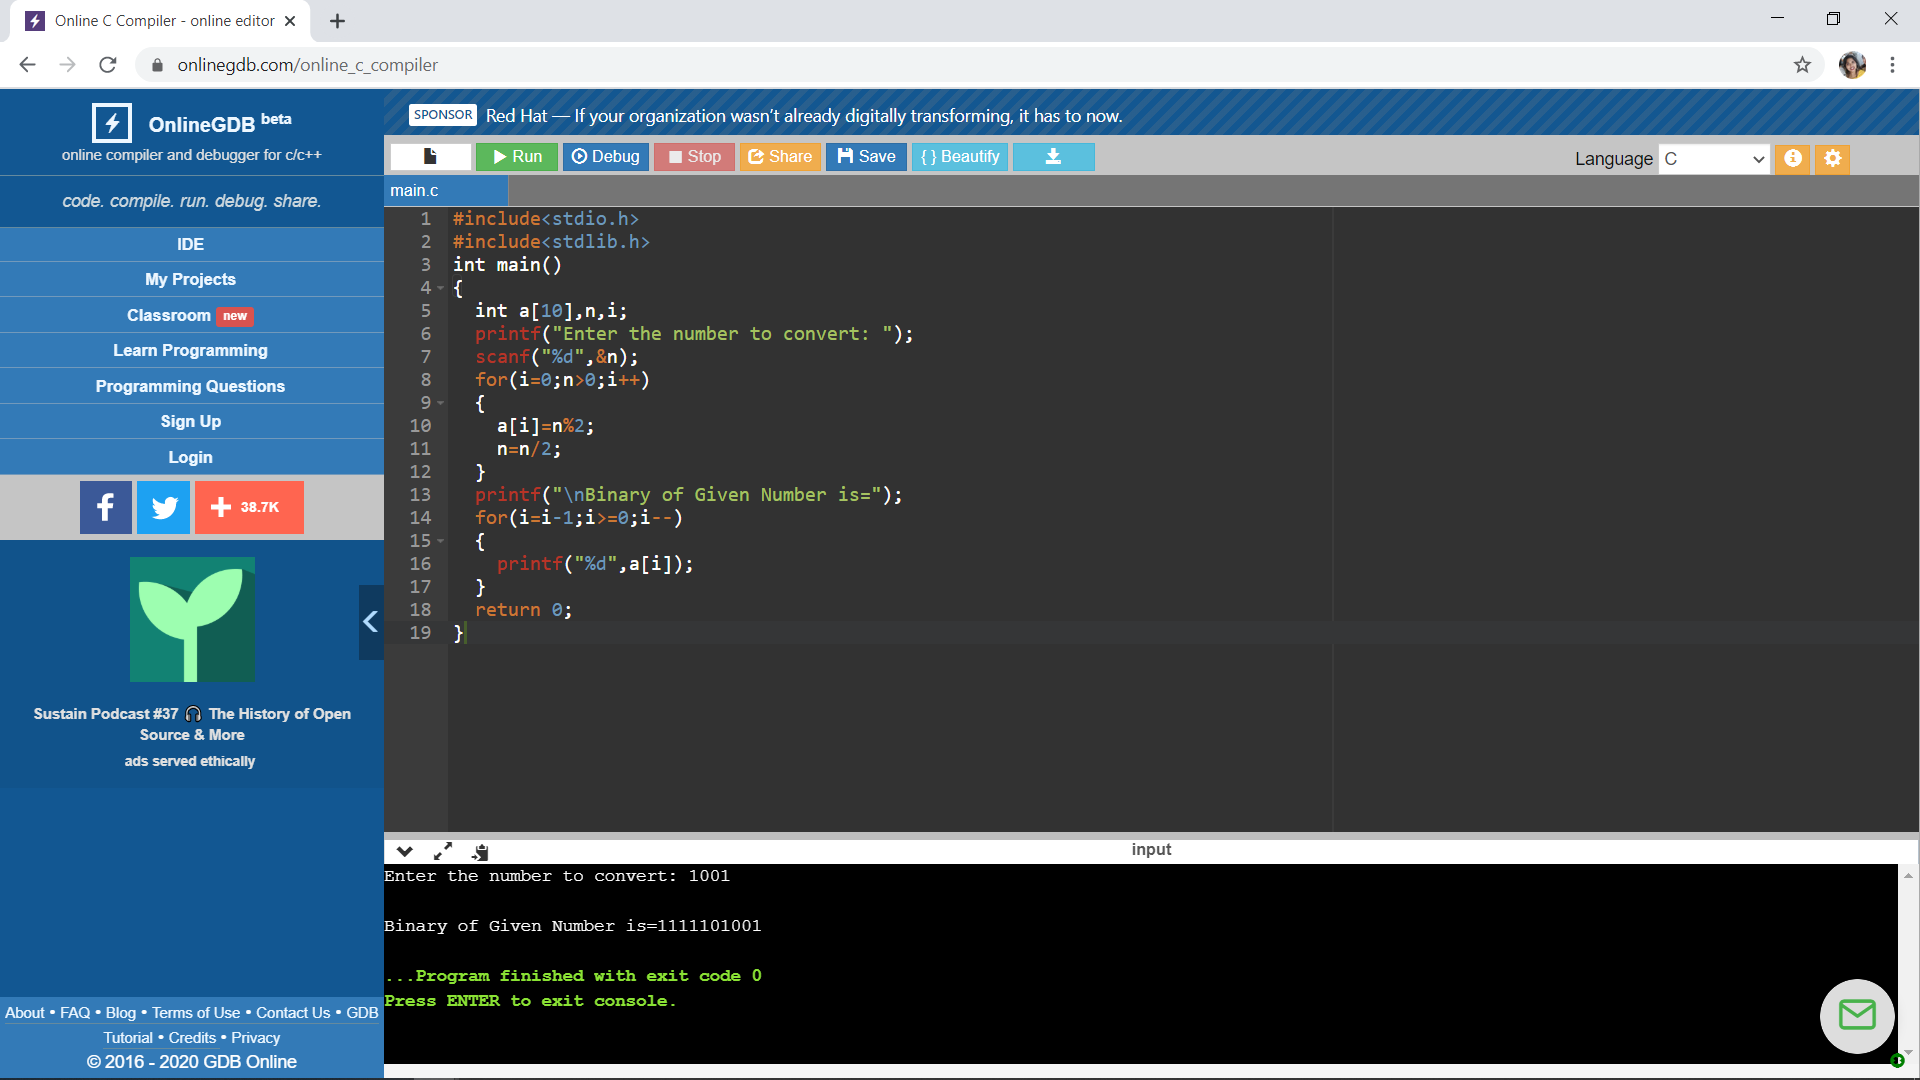 Online C Compiler - online editor
onlinegdb.com/online_c_compiler
OnlineGDB beta
online compiler and debugger for c/c++
code. compile. run. debug. share.
IDE
My Projects
Classroom new
Learn Programming
Programming Questions
Sign Up
Login
38.7K
Sustain Podcast #37 🎧 The History of Open
Source & More
ads served ethically
About • FAQ • Blog • Terms of Use • Contact Us • GDB
Tutorial • Credits • Privacy
© 2016 - 2020 GDB Online
SPONSOR Red Hat — If your organization wasn’t already digitally transforming, it has to now.
Run Debug Stop Share Save { } Beautify
Language C
main.c
1 #include<stdio.h>
2 #include<stdlib.h>
3 int main()
4 {
5 int a[10],n,i;
6 printf("Enter the number to convert: ");
7 scanf("%d",&n);
8 for(i=0;n>0;i++)
9 {
10 a[i]=n%2;
11 n=n/2;
12 }
13 printf("\nBinary of Given Number is=");
14 for(i=i-1;i>=0;i--)
15 {
16 printf("%d",a[i]);
17 }
18 return 0;
19 }
input
Enter the number to convert: 1001
Binary of Given Number is=1111101001
...Program finished with exit code 0
Press ENTER to exit console.